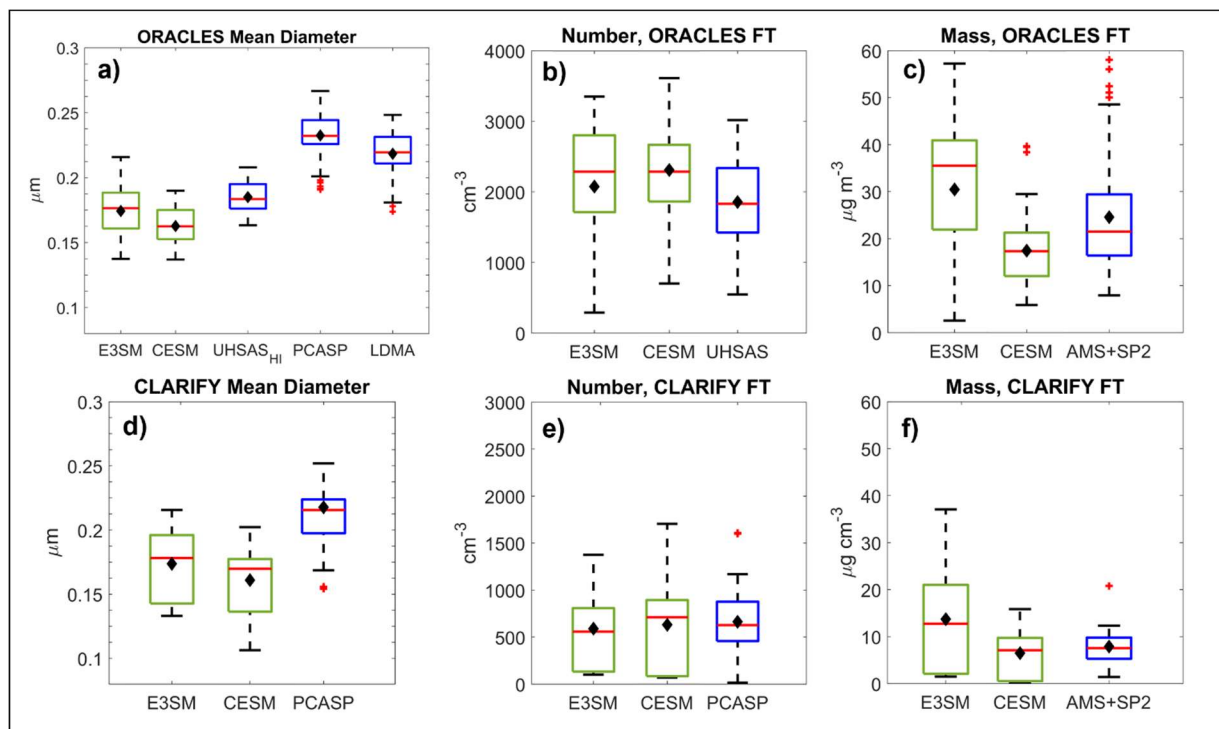 ORACLES Mean Diameter
a)
0.3
0.25
0.2
0.15
0.1
μm
E3SM CESM UHSAS_HI PCASP LDMA
Number, ORACLES FT
b)
5000
4000
3000
2000
1000
0
cm-3
E3SM CESM UHSAS
Mass, ORACLES FT
c)
60
50
40
30
20
10
0
μg m-3
E3SM CESM AMS+SP2
CLARIFY Mean Diameter
d)
0.3
0.25
0.2
0.15
0.1
μm
E3SM CESM PCASP
Number, CLARIFY FT
e)
3000
2500
2000
1500
1000
500
0
cm-3
E3SM CESM PCASP
Mass, CLARIFY FT
f)
60
50
40
30
20
10
0
μg cm-3
E3SM CESM AMS+SP2